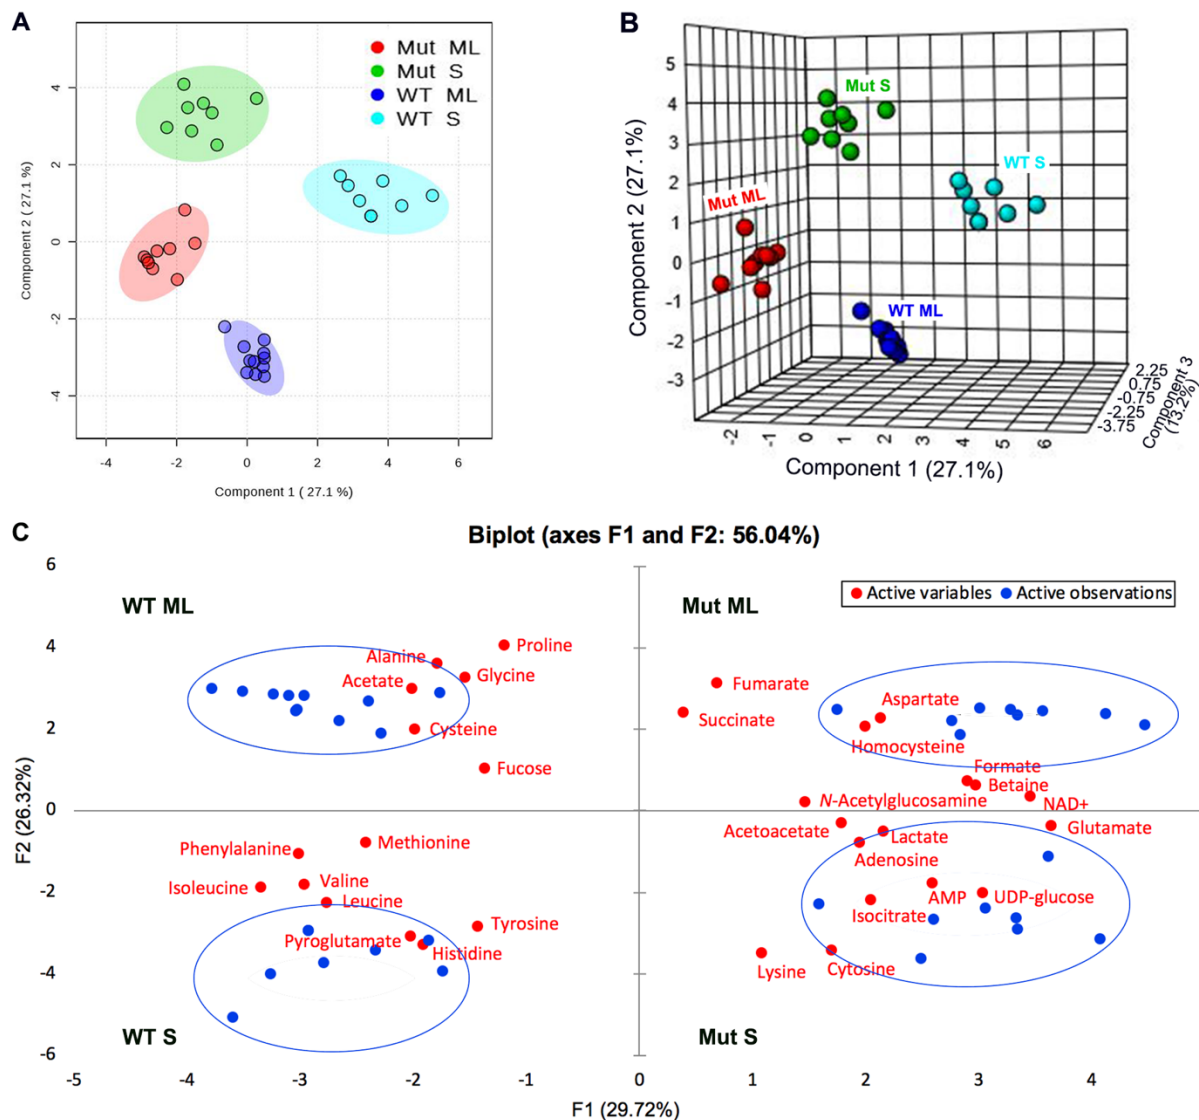 A
Mut ML
Mut S
WT ML
WT S
4
2
0
-2
-4
Component 2 ( 27.1 %)
-4
-2
0
2
4
6
Component 1 ( 27.1 %)
B
5
4
3
2
1
0
-1
-2
-3
Component 2 (27.1%)
Mut S
WT S
Mut ML
WT ML
-2
-1
0
1
2
3
4
5
6
Component 1 (27.1%)
2.25
0.75
-0.75
-2.25
-3.75
Component 3
(13.2%)
C
Biplot (axes F1 and F2: 56.04%)
6
4
2
0
-2
-4
-6
F2 (26.32%)
WT ML
Mut ML
Active variables
Active observations
Proline
Alanine
Glycine
Acetate
Cysteine
Fucose
Fumarate
Succinate
Aspartate
Homocysteine
Formate
Betaine
N-Acetylglucosamine
NAD+
Acetoacetate
Lactate
Glutamate
Adenosine
AMP
UDP-glucose
Isocitrate
Lysine
Cytosine
Methionine
Phenylalanine
Isoleucine
Valine
Leucine
Tyrosine
Pyroglutamate
Histidine
WT S
Mut S
-5
-4
-3
-2
-1
0
1
2
3
4
F1 (29.72%)